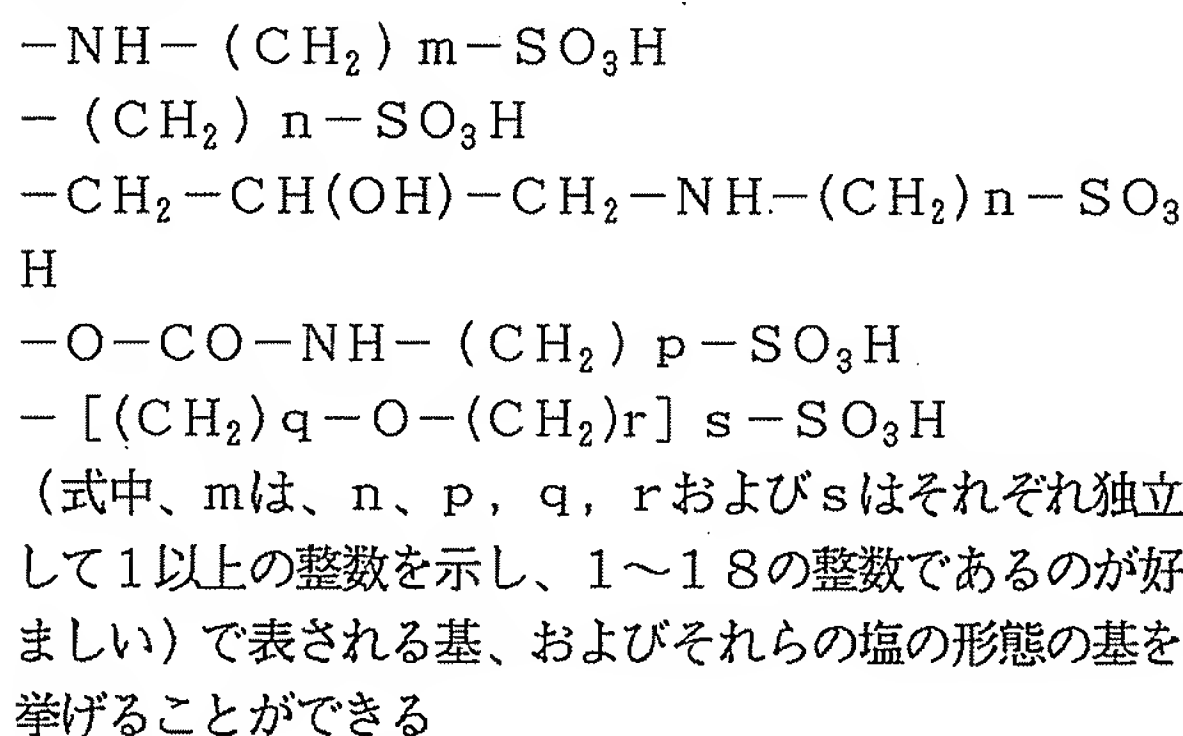 −NH−（CH₂）m−SO₃H
−（CH₂）n−SO₃H
−CH₂−CH(OH)−CH₂−NH−(CH₂)n−SO₃
H
−O−CO−NH−（CH₂）p−SO₃H
−［(CH₂)q−O−(CH₂)r］s−SO₃H
（式中、mは、n、p，q，rおよびsはそれぞれ独立
して1以上の整数を示し、1〜18の整数であるのが好
ましい）で表される基、およびそれらの塩の形態の基を
挙げることができる